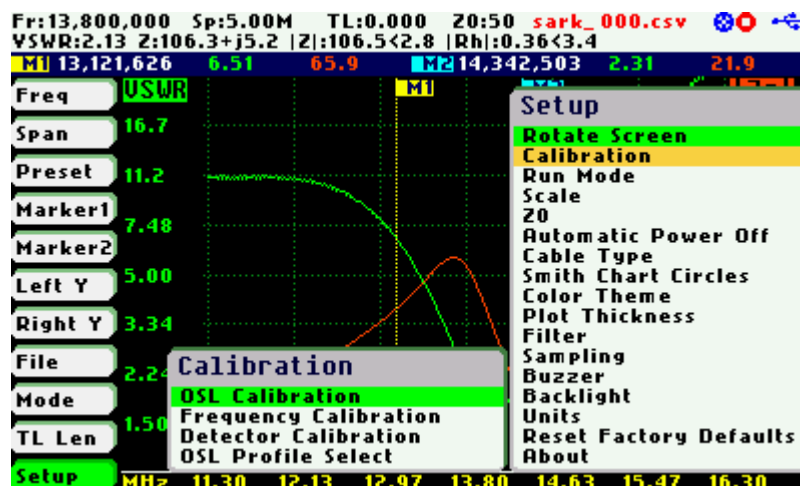 Fr:13,800,000 Sp:5.00M TL:0.000 Z0:50 sark_000.csv
VSWR:2.13 Z:106.3+j5.2 |Z|:106.5<2.8 |Rh|:0.36<3.4
M1 13,121,626 6.51 65.9 M2 14,342,503 2.31 21.9
Freq
Span
Preset
Marker1
Marker2
Left Y
Right Y
File
Mode
TL Len
Setup
VSWR
16.7
11.2
7.48
5.00
3.34
2.24
1.50
M1
Setup
Rotate Screen
Calibration
Run Mode
Scale
Z0
Automatic Power Off
Cable Type
Smith Chart Circles
Color Theme
Plot Thickness
Filter
Sampling
Buzzer
Backlight
Units
Reset Factory Defaults
About
Calibration
OSL Calibration
Frequency Calibration
Detector Calibration
OSL Profile Select
MHz 11.30 12.13 12.97 13.80 14.63 15.47 16.30